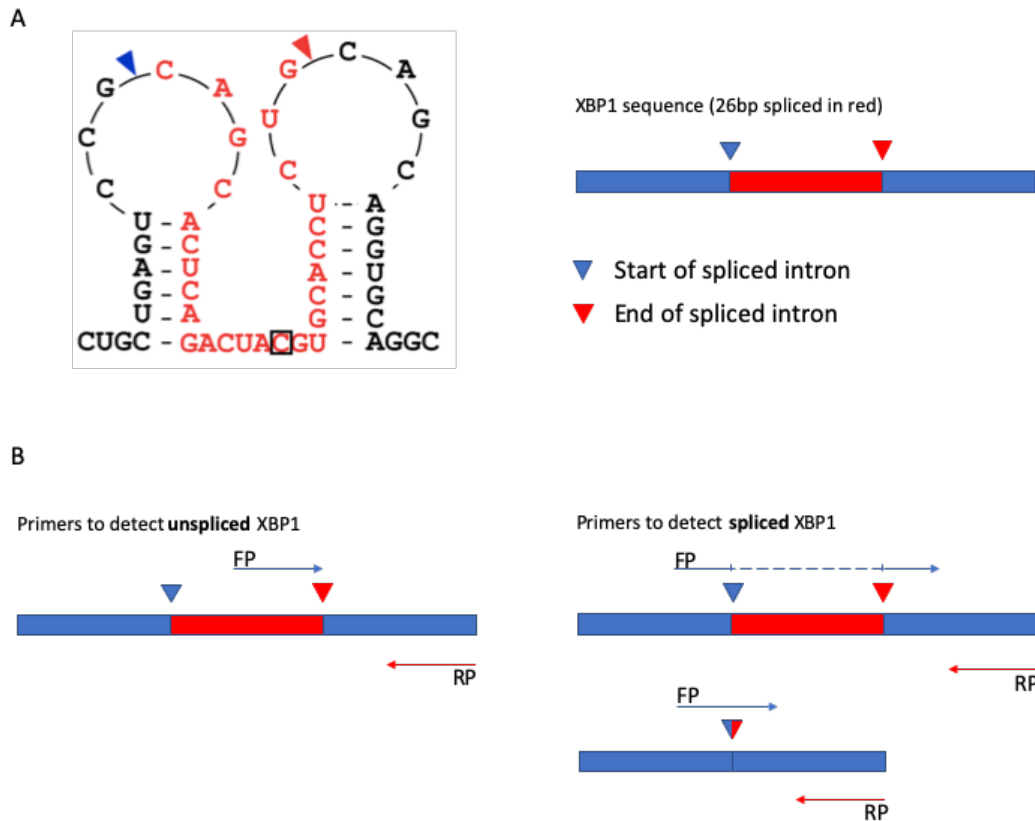 A
G C A
C G
C C
U - A
G - C
A - U
G - C
U - A
CUGC - GACUACGU - AGGC
G C A
U G
C C
U - A
C G
C G
A U
C G
G C
XBP1 sequence (26bp spliced in red)
Start of spliced intron
End of spliced intron
B
Primers to detect unspliced XBP1
FP
RP
Primers to detect spliced XBP1
FP
RP
FP
RP